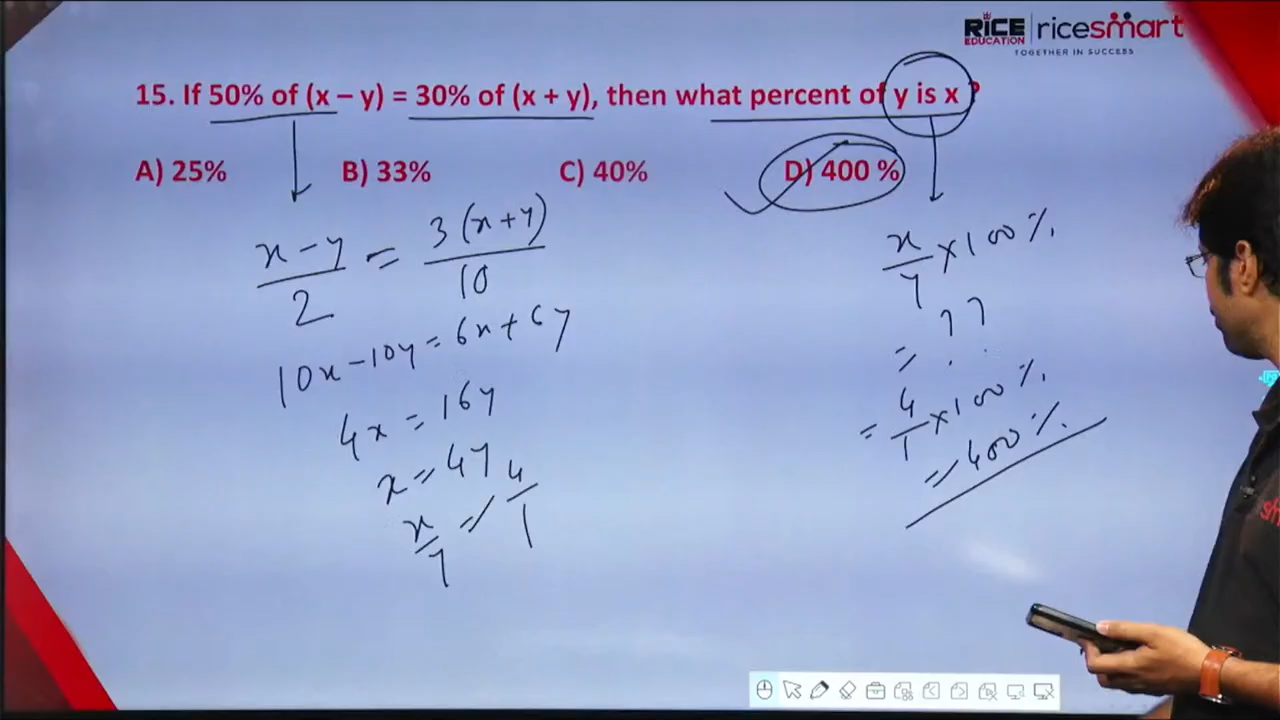 RICE EDUCATION | ricesmart
TOGETHER IN SUCCESS
15. If 50% of (x – y) = 30% of (x + y), then what percent of y is x ?
A) 25% B) 33% C) 40% D) 400 %
x-y/2 = 3(x+y)/10
10x-10y=6x+6y
4x=16y
x=4y
x/y=4/1
x/y×100%
=??
=4/1×100%
=400%